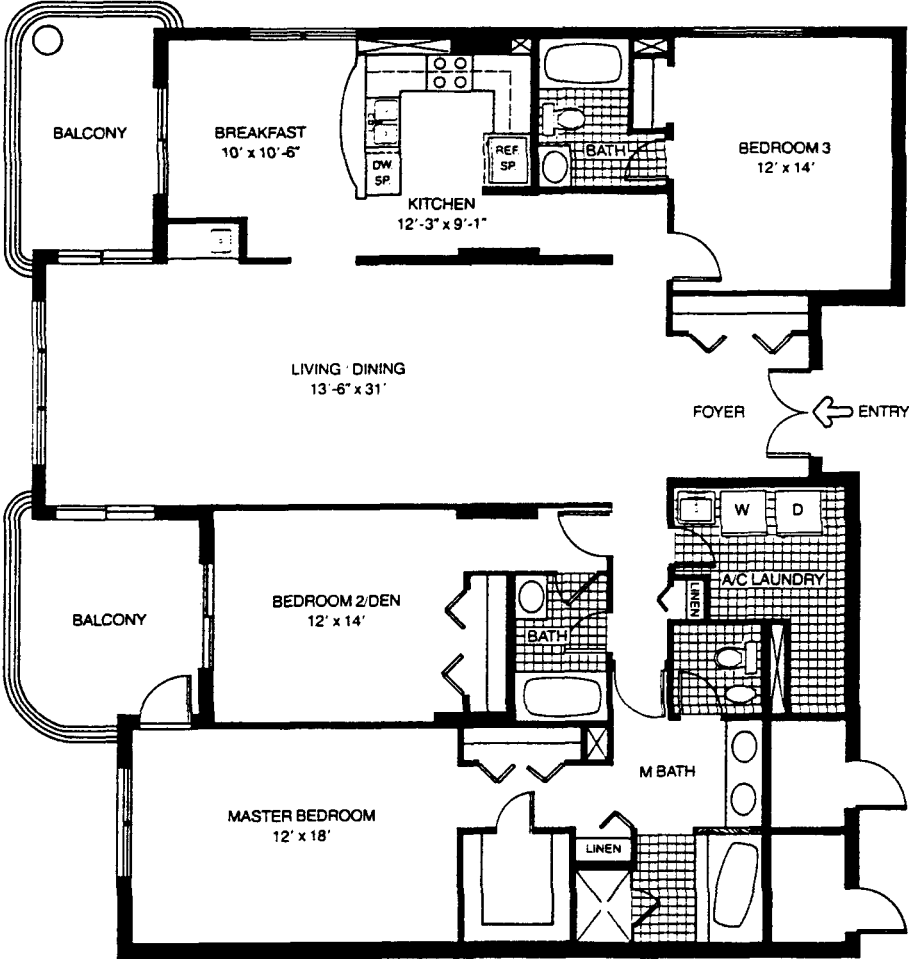 BALCONY
BREAKFAST
10' x 10'-6"
DW
SP.
REF
SP.
KITCHEN
12'-3" x 9'-1"
BATH
BEDROOM 3
12' x 14'
LIVING · DINING
13'-6" x 31'
FOYER
ENTRY
W
D
A/C LAUNDRY
LINEN
BALCONY
BEDROOM 2/DEN
12' x 14'
BATH
M BATH
MASTER BEDROOM
12' x 18'
LINEN